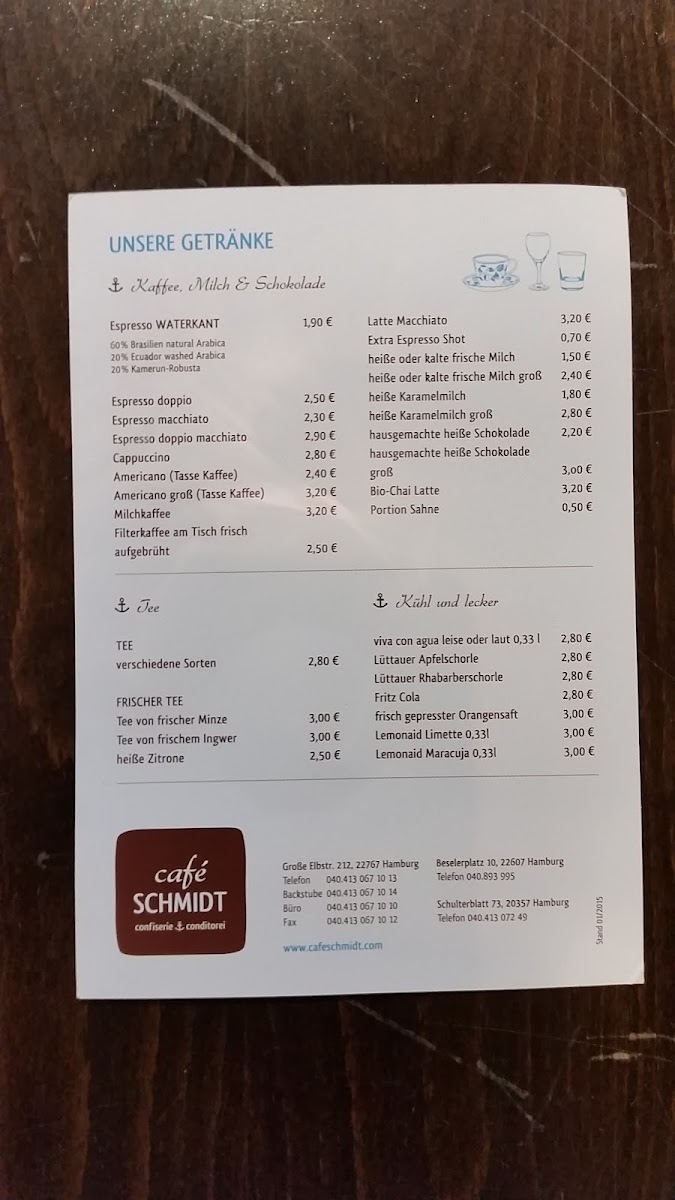 UNSERE GETRÄNKE
Kaffee, Milch & Schokolade
Espresso WATERKANT 1,90 €
60% Brasilien natural Arabica
20% Ecuador washed Arabica
20% Kamerun-Robusta
Espresso doppio 2,50 €
Espresso macchiato 2,30 €
Espresso doppio macchiato 2,90 €
Cappuccino 2,80 €
Americano (Tasse Kaffee) 2,40 €
Americano groß (Tasse Kaffee) 3,20 €
Milchkaffee 3,20 €
Filterkaffee am Tisch frisch
aufgebrüht 2,50 €
Latte Macchiato 3,20 €
Extra Espresso Shot 0,70 €
heiße oder kalte frische Milch 1,50 €
heiße oder kalte frische Milch groß 2,40 €
heiße Karamelmilch 1,80 €
heiße Karamelmilch groß 2,80 €
hausgemachte heiße Schokolade 2,20 €
hausgemachte heiße Schokolade
groß 3,00 €
Bio-Chai Latte 3,20 €
Portion Sahne 0,50 €
Tee
TEE
verschiedene Sorten 2,80 €
FRISCHER TEE
Tee von frischer Minze 3,00 €
Tee von frischem Ingwer 3,00 €
heiße Zitrone 2,50 €
Kühl und lecker
viva con agua leise oder laut 0,33 l 2,80 €
Lüttauer Apfelschorle 2,80 €
Lüttauer Rhabarberschorle 2,80 €
Fritz Cola 2,80 €
frisch gepresster Orangensaft 3,00 €
Lemonaid Limette 0,33l 3,00 €
Lemonaid Maracuja 0,33l 3,00 €
café
SCHMIDT
confiserie conditorei
Große Elbstr. 212, 22767 Hamburg
Telefon 040.413 067 10 13
Backstube 040.413 067 10 14
Büro 040.413 067 10 10
Fax 040.413 067 10 12
www.cafeschmidt.com
Beselerplatz 10, 22607 Hamburg
Telefon 040.893 995
Schulterblatt 73, 20357 Hamburg
Telefon 040.413 072 49
Stand 01/2015